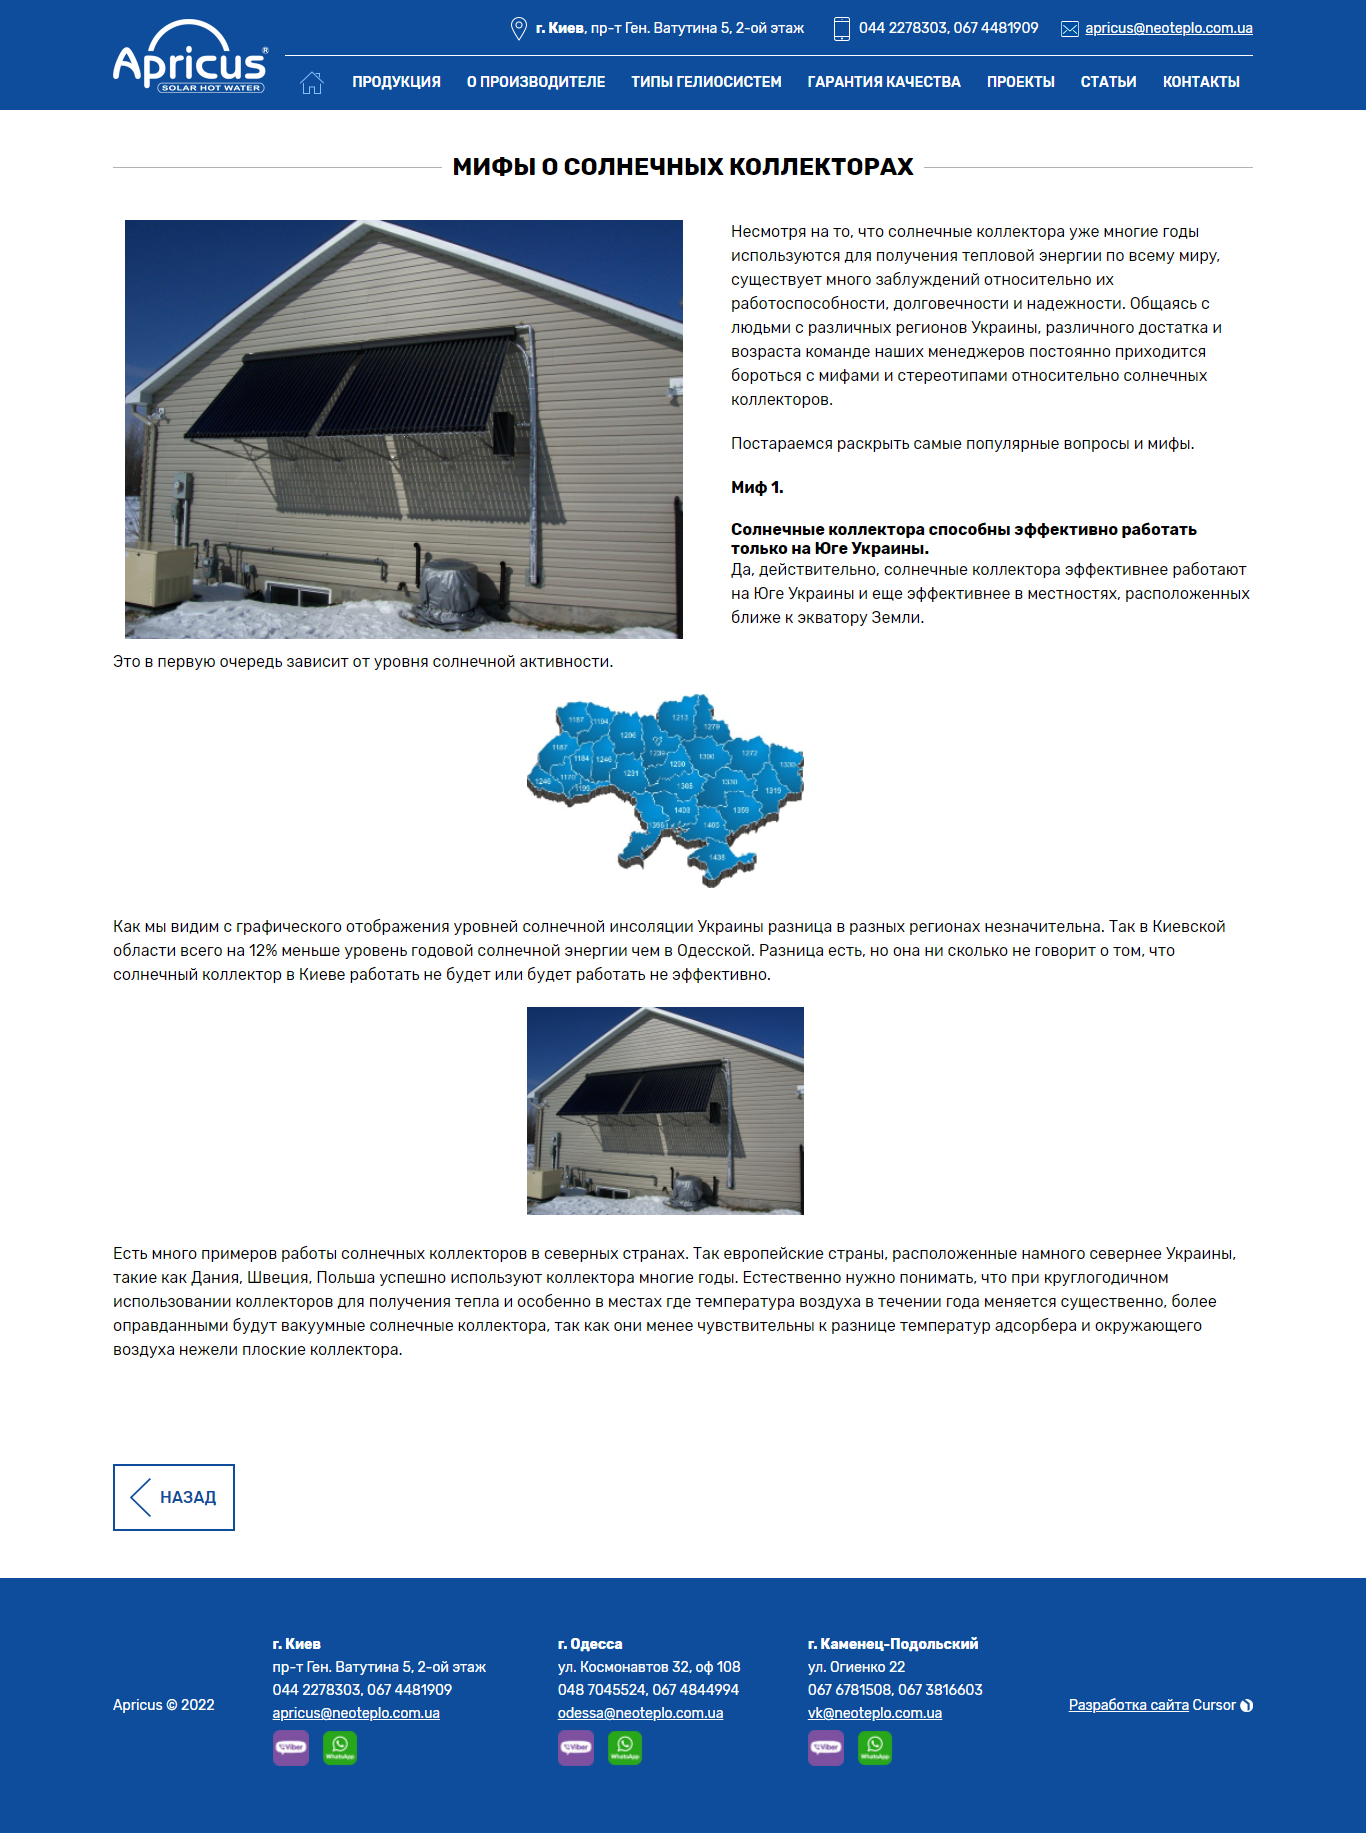 Apricus®
SOLAR HOT WATER
г. Киев, пр-т Ген. Ватутина 5, 2-ой этаж
044 2278303, 067 4481909
apricus@neoteplo.com.ua
ПРОДУКЦИЯ О ПРОИЗВОДИТЕЛЕ ТИПЫ ГЕЛИОСИСТЕМ ГАРАНТИЯ КАЧЕСТВА ПРОЕКТЫ СТАТЬИ КОНТАКТЫ
МИФЫ О СОЛНЕЧНЫХ КОЛЛЕКТОРАХ
Несмотря на то, что солнечные коллектора уже многие годы
используются для получения тепловой энергии по всему миру,
существует много заблуждений относительно их
работоспособности, долговечности и надежности. Общаясь с
людьми с различных регионов Украины, различного достатка и
возраста команде наших менеджеров постоянно приходится
бороться с мифами и стереотипами относительно солнечных
коллекторов.
Постараемся раскрыть самые популярные вопросы и мифы.
Миф 1.
Солнечные коллектора способны эффективно работать
только на Юге Украины.
Да, действительно, солнечные коллектора эффективнее работают
на Юге Украины и еще эффективнее в местностях, расположенных
ближе к экватору Земли.
Это в первую очередь зависит от уровня солнечной активности.
1187 1194 1206 1213 1279
1187 1184 1246 1239 1200 1300 1272 1330
1246 1170 1199 1231 1305 1330 1319
1403 1359
1366 1465
1438
Как мы видим с графического отображения уровней солнечной инсоляции Украины разница в разных регионах незначительна. Так в Киевской
области всего на 12% меньше уровень годовой солнечной энергии чем в Одесской. Разница есть, но она ни сколько не говорит о том, что
солнечный коллектор в Киеве работать не будет или будет работать не эффективно.
Есть много примеров работы солнечных коллекторов в северных странах. Так европейские страны, расположенные намного севернее Украины,
такие как Дания, Швеция, Польша успешно используют коллектора многие годы. Естественно нужно понимать, что при круглогодичном
использовании коллекторов для получения тепла и особенно в местах где температура воздуха в течении года меняется существенно, более
оправданными будут вакуумные солнечные коллектора, так как они менее чувствительны к разнице температур адсорбера и окружающего
воздуха нежели плоские коллектора.
НАЗАД
Apricus © 2022
г. Киев
пр-т Ген. Ватутина 5, 2-ой этаж
044 2278303, 067 4481909
apricus@neoteplo.com.ua
Viber WhatsApp
г. Одесса
ул. Космонавтов 32, оф 108
048 7045524, 067 4844994
odessa@neoteplo.com.ua
Viber WhatsApp
г. Каменец-Подольский
ул. Огиенко 22
067 6781508, 067 3816603
vk@neoteplo.com.ua
Viber WhatsApp
Разработка сайта Cursor